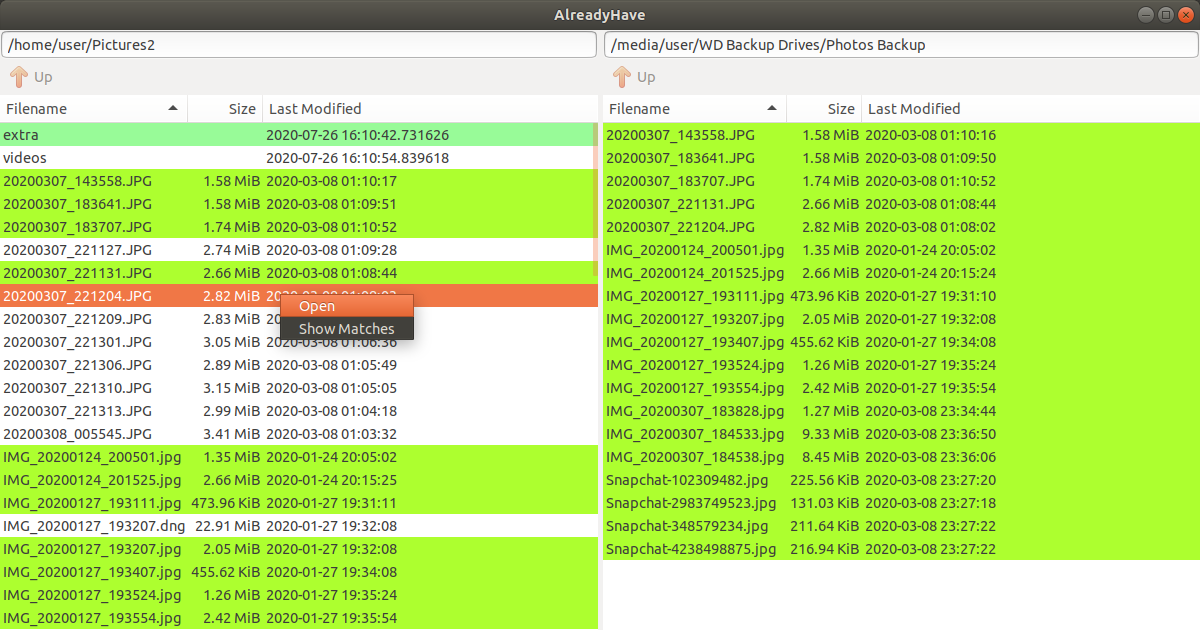 AlreadyHave
/home/user/Pictures2
Up
Filename Size Last Modified
extra 2020-07-26 16:10:42.731626
videos 2020-07-26 16:10:54.839618
20200307_143558.JPG 1.58 MiB 2020-03-08 01:10:17
20200307_183641.JPG 1.58 MiB 2020-03-08 01:09:51
20200307_183707.JPG 1.74 MiB 2020-03-08 01:10:52
20200307_221127.JPG 2.74 MiB 2020-03-08 01:09:28
20200307_221131.JPG 2.66 MiB 2020-03-08 01:08:44
20200307_221204.JPG 2.82 MiB
Open
Show Matches
20200307_221209.JPG 2.83 MiB
20200307_221301.JPG 3.05 MiB 2020-03-08 01:06:36
20200307_221306.JPG 2.89 MiB 2020-03-08 01:05:49
20200307_221310.JPG 3.15 MiB 2020-03-08 01:05:05
20200307_221313.JPG 2.99 MiB 2020-03-08 01:04:18
20200308_005545.JPG 3.41 MiB 2020-03-08 01:03:32
IMG_20200124_200501.jpg 1.35 MiB 2020-01-24 20:05:02
IMG_20200124_201525.jpg 2.66 MiB 2020-01-24 20:15:25
IMG_20200127_193111.jpg 473.96 KiB 2020-01-27 19:31:11
IMG_20200127_193207.dng 22.91 MiB 2020-01-27 19:32:08
IMG_20200127_193207.jpg 2.05 MiB 2020-01-27 19:32:08
IMG_20200127_193407.jpg 455.62 KiB 2020-01-27 19:34:08
IMG_20200127_193524.jpg 1.26 MiB 2020-01-27 19:35:24
IMG_20200127_193554.jpg 2.42 MiB 2020-01-27 19:35:54
/media/user/WD Backup Drives/Photos Backup
Up
Filename Size Last Modified
20200307_143558.JPG 1.58 MiB 2020-03-08 01:10:16
20200307_183641.JPG 1.58 MiB 2020-03-08 01:09:50
20200307_183707.JPG 1.74 MiB 2020-03-08 01:10:52
20200307_221131.JPG 2.66 MiB 2020-03-08 01:08:44
20200307_221204.JPG 2.82 MiB 2020-03-08 01:08:02
IMG_20200124_200501.jpg 1.35 MiB 2020-01-24 20:05:02
IMG_20200124_201525.jpg 2.66 MiB 2020-01-24 20:15:24
IMG_20200127_193111.jpg 473.96 KiB 2020-01-27 19:31:10
IMG_20200127_193207.jpg 2.05 MiB 2020-01-27 19:32:08
IMG_20200127_193407.jpg 455.62 KiB 2020-01-27 19:34:08
IMG_20200127_193524.jpg 1.26 MiB 2020-01-27 19:35:24
IMG_20200127_193554.jpg 2.42 MiB 2020-01-27 19:35:54
IMG_20200307_183828.jpg 1.27 MiB 2020-03-08 23:34:44
IMG_20200307_184533.jpg 9.33 MiB 2020-03-08 23:36:50
IMG_20200307_184538.jpg 8.45 MiB 2020-03-08 23:36:06
Snapchat-102309482.jpg 225.56 KiB 2020-03-08 23:27:20
Snapchat-2983749523.jpg 131.03 KiB 2020-03-08 23:27:18
Snapchat-348579234.jpg 211.64 KiB 2020-03-08 23:27:22
Snapchat-4238498875.jpg 216.94 KiB 2020-03-08 23:27:22